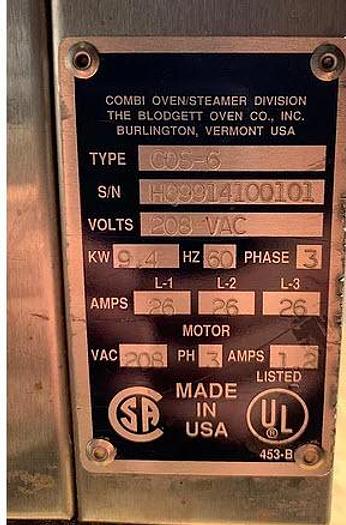 COMBI OVEN/STEAMER DIVISION
THE BLODGETT OVEN CO., INC.
BURLINGTON, VERMONT USA
TYPE COS-6
S/N HQ9914100101
VOLTS 208 VAC
KW 9.4 HZ 60 PHASE 3
L-1 L-2 L-3
AMPS 26 26 26
MOTOR
VAC 208 PH 3 AMPS 1.2
LISTED
SA MADE IN USA UL
®
453-B